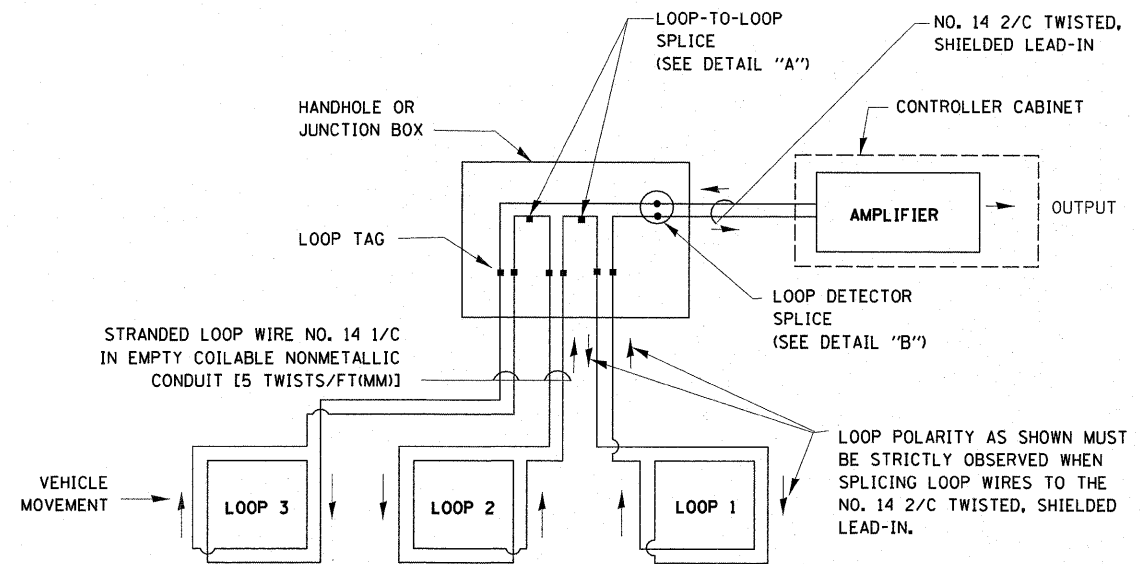 LOOP-TO-LOOP
SPLICE
(SEE DETAIL "A")
NO. 14 2/C TWISTED,
SHIELDED LEAD-IN
HANDHOLE OR
JUNCTION BOX
CONTROLLER CABINET
AMPLIFIER
OUTPUT
LOOP TAG
LOOP DETECTOR
SPLICE
(SEE DETAIL "B")
STRANDED LOOP WIRE NO. 14 1/C
IN EMPTY COILABLE NONMETALLIC
CONDUIT [5 TWISTS/FT(MM)]
LOOP POLARITY AS SHOWN MUST
BE STRICTLY OBSERVED WHEN
SPLICING LOOP WIRES TO THE
NO. 14 2/C TWISTED, SHIELDED
LEAD-IN.
VEHICLE
MOVEMENT
LOOP 3
LOOP 2
LOOP 1